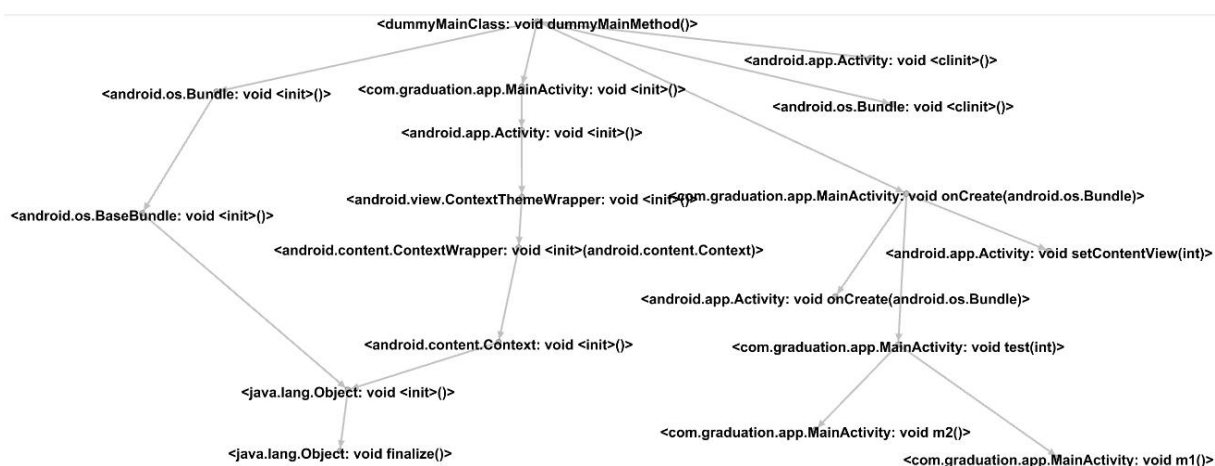 <dummyMainClass: void dummyMainMethod()>
<android.app.Activity: void <clinit>()>
<android.os.Bundle: void <init>()>
<com.graduation.app.MainActivity: void <init>()>
<android.os.Bundle: void <clinit>()>
<android.app.Activity: void <init>()>
<android.view.ContextThemeWrapper: void <init>()>
<com.graduation.app.MainActivity: void onCreate(android.os.Bundle)>
<android.os.BaseBundle: void <init>()>
<android.content.ContextWrapper: void <init>(android.content.Context)>
<android.app.Activity: void setContentView(int)>
<android.app.Activity: void onCreate(android.os.Bundle)>
<android.content.Context: void <init>()>
<com.graduation.app.MainActivity: void test(int)>
<java.lang.Object: void <init>()>
<com.graduation.app.MainActivity: void m2()>
<java.lang.Object: void finalize()>
<com.graduation.app.MainActivity: void m1()>